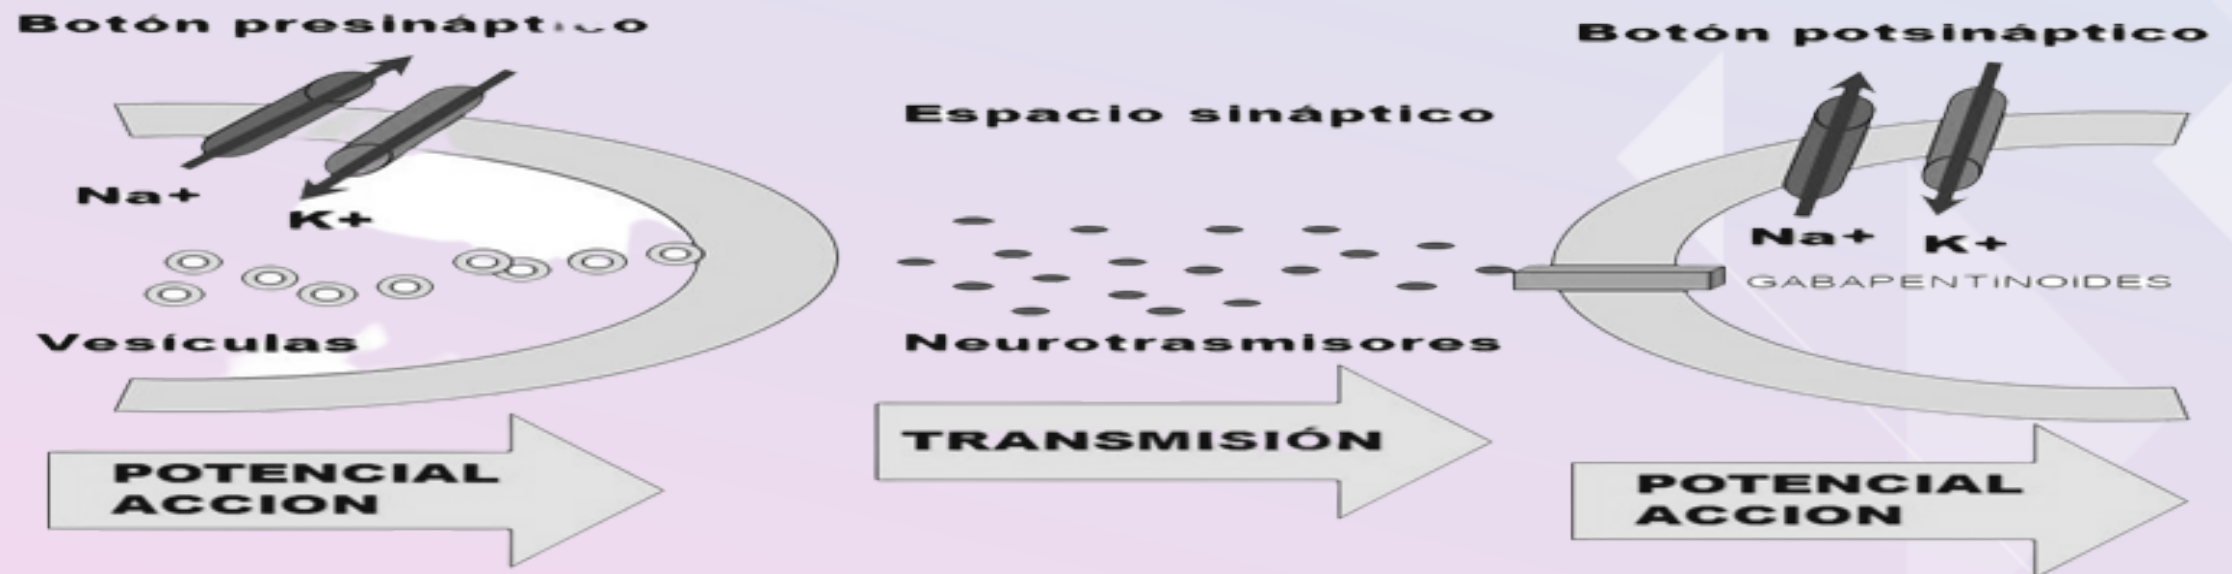 Botón presináptico
Na+
K+
Vesículas
POTENCIAL
ACCION
Espacio sináptico
Neurotrasmisores
TRANSMISIÓN
Botón potsináptico
Na+
K+
GABAPENTINOIDES
POTENCIAL
ACCION